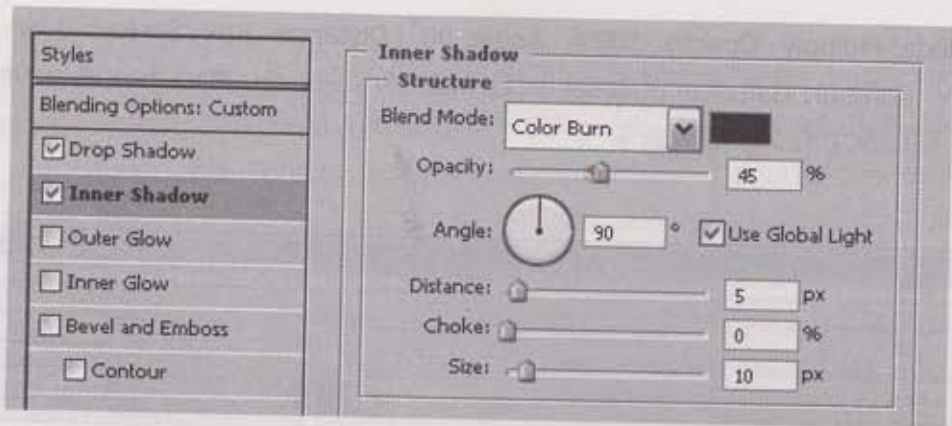 Styles
Blending Options: Custom
Drop Shadow
Inner Shadow
Outer Glow
Inner Glow
Bevel and Emboss
Contour
Inner Shadow
Structure
Blend Mode: Color Burn
Opacity: 45 %
Angle: 90 ° Use Global Light
Distance: 5 px
Choke: 0 %
Size: 10 px